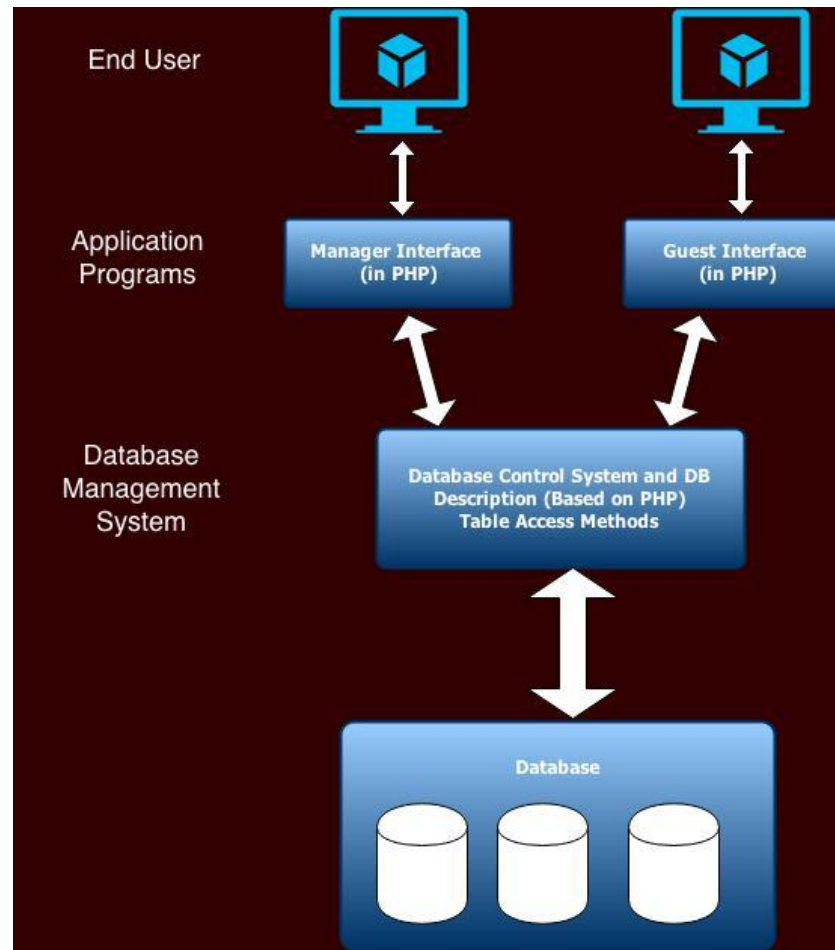 End User
Application
Programs
Manager Interface
(in PHP)
Guest Interface
(in PHP)
Database
Management
System
Database Control System and DB
Description (Based on PHP)
Table Access Methods
Database